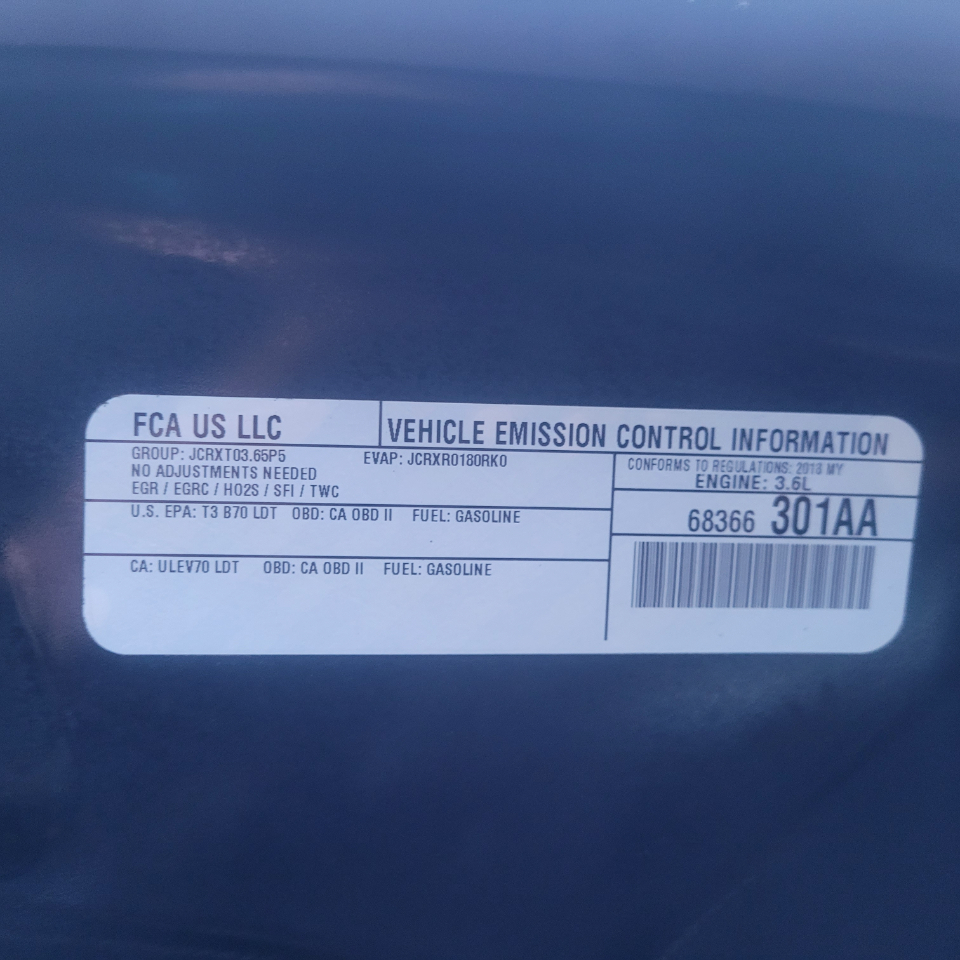 FCA US LLC
VEHICLE EMISSION CONTROL INFORMATION
GROUP: JCRXT03.65P5
EVAP: JCRXR0180RK0
NO ADJUSTMENTS NEEDED
EGR / EGRC / HO2S / SFI / TWC
CONFORMS TO REGULATIONS: 2018 MY
ENGINE: 3.6L
U.S. EPA: T3 B70 LDT OBD: CA OBD II FUEL: GASOLINE
68366 301AA
CA: ULEV70 LDT OBD: CA OBD II FUEL: GASOLINE